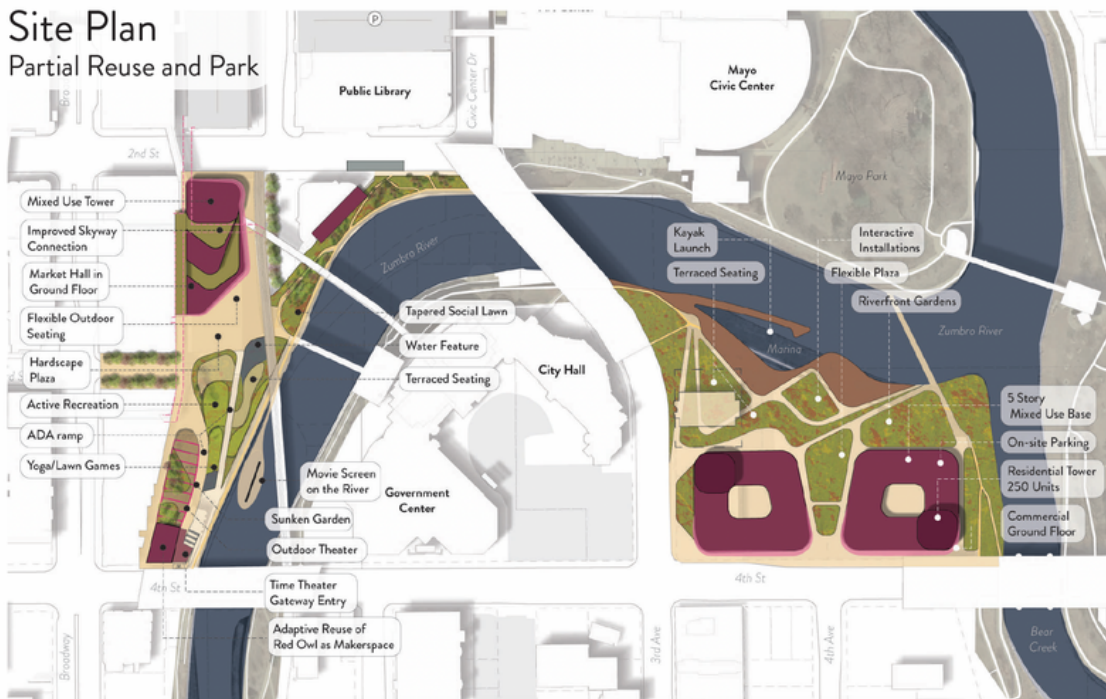 Site Plan
Partial Reuse and Park
P
Public Library
Civic Center Dr
Mayo
Civic Center
2nd St
Mayo Park
Mixed Use Tower
Improved Skyway
Connection
Market Hall in
Ground Floor
Flexible Outdoor
Seating
Hardscape
Plaza
Active Recreation
ADA ramp
Yoga/Lawn Games
Zumbro River
Tapered Social Lawn
Water Feature
Terraced Seating
City Hall
Government
Center
Movie Screen
on the River
Sunken Garden
Outdoor Theater
Time Theater
Gateway Entry
Adaptive Reuse of
Red Owl as Makerspace
Kayak
Launch
Terraced Seating
Interactive
Installations
Flexible Plaza
Riverfront Gardens
Marina
Zumbro River
5 Story
Mixed Use Base
On-site Parking
Residential Tower
250 Units
Commercial
Ground Floor
4th St
4th St
Broadway
3rd Ave
4th Ave
Bear
Creek